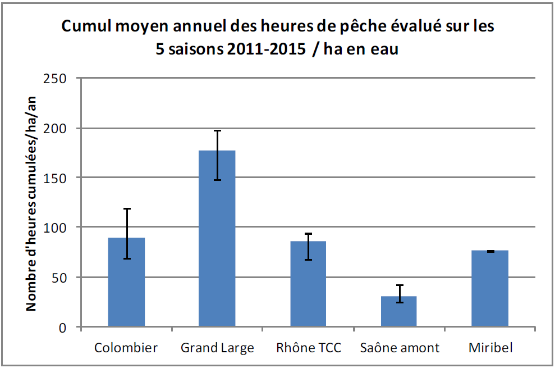 Cumul moyen annuel des heures de pêche évalué sur les
5 saisons 2011-2015 / ha en eau
Nombre d'heures cumulées/ha/an
250
200
150
100
50
0
Colombier
Grand Large
Rhône TCC
Saône amont
Miribel